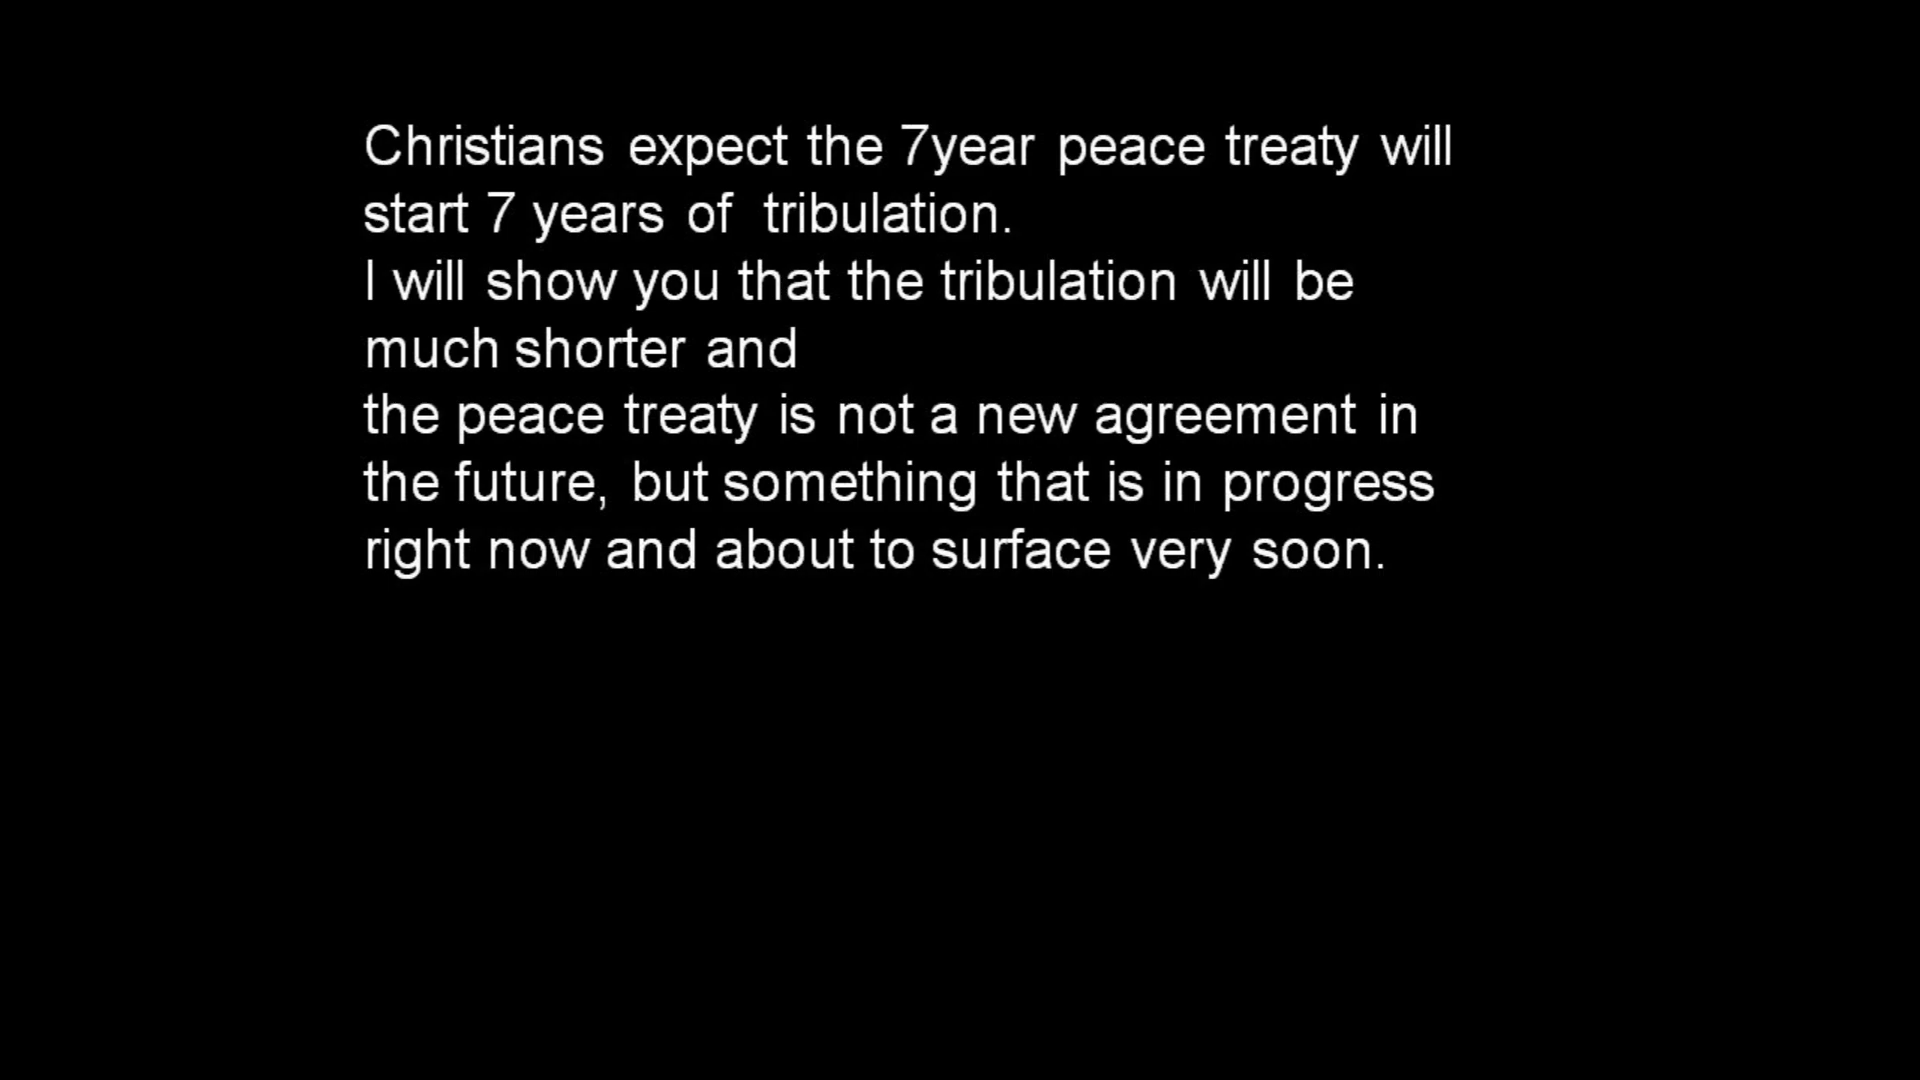 Christians expect the 7year peace treaty will
start 7 years of tribulation.
I will show you that the tribulation will be
much shorter and
the peace treaty is not a new agreement in
the future, but something that is in progress
right now and about to surface very soon.